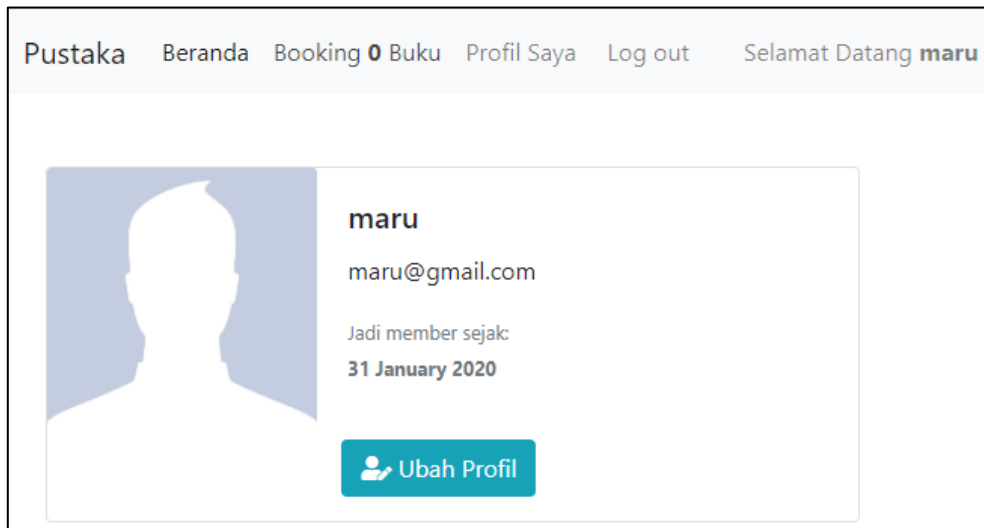 Pustaka Beranda Booking 0 Buku Profil Saya Log out Selamat Datang maru
maru
maru@gmail.com
Jadi member sejak:
31 January 2020
Ubah Profil